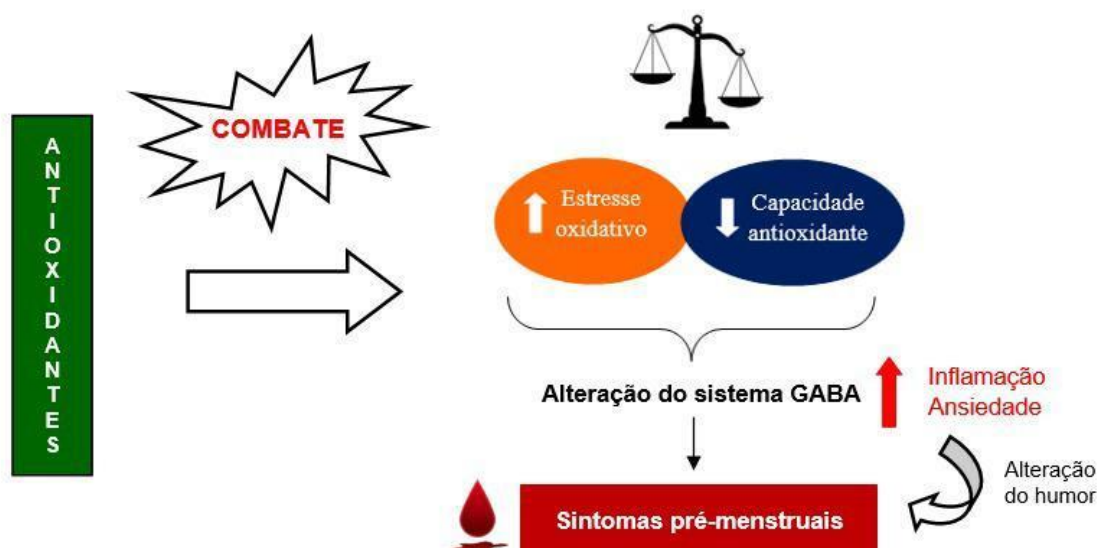 ANTIOXIDANTES
COMBATE
Estresse
oxidativo
Capacidade
antioxidante
Alteração do sistema GABA
Inflamação
Ansiedade
Alteração
do humor
Sintomas pré-menstruais